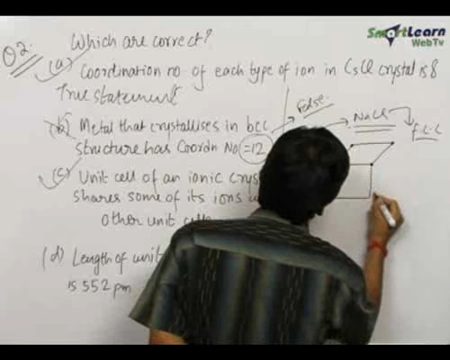 SmartLearn
WebTv
Q2. Which are correct?
(a) Coordination no of each type of ion in CsCl crystal is 8
True statement
(b) Metal that crystallises in bcc
structure has Coordn No =12
False
NaCl
f.c.c
(c) Unit cell of an ionic
shares some of its ions
other unit
(d) Length of unit
is 552 pm